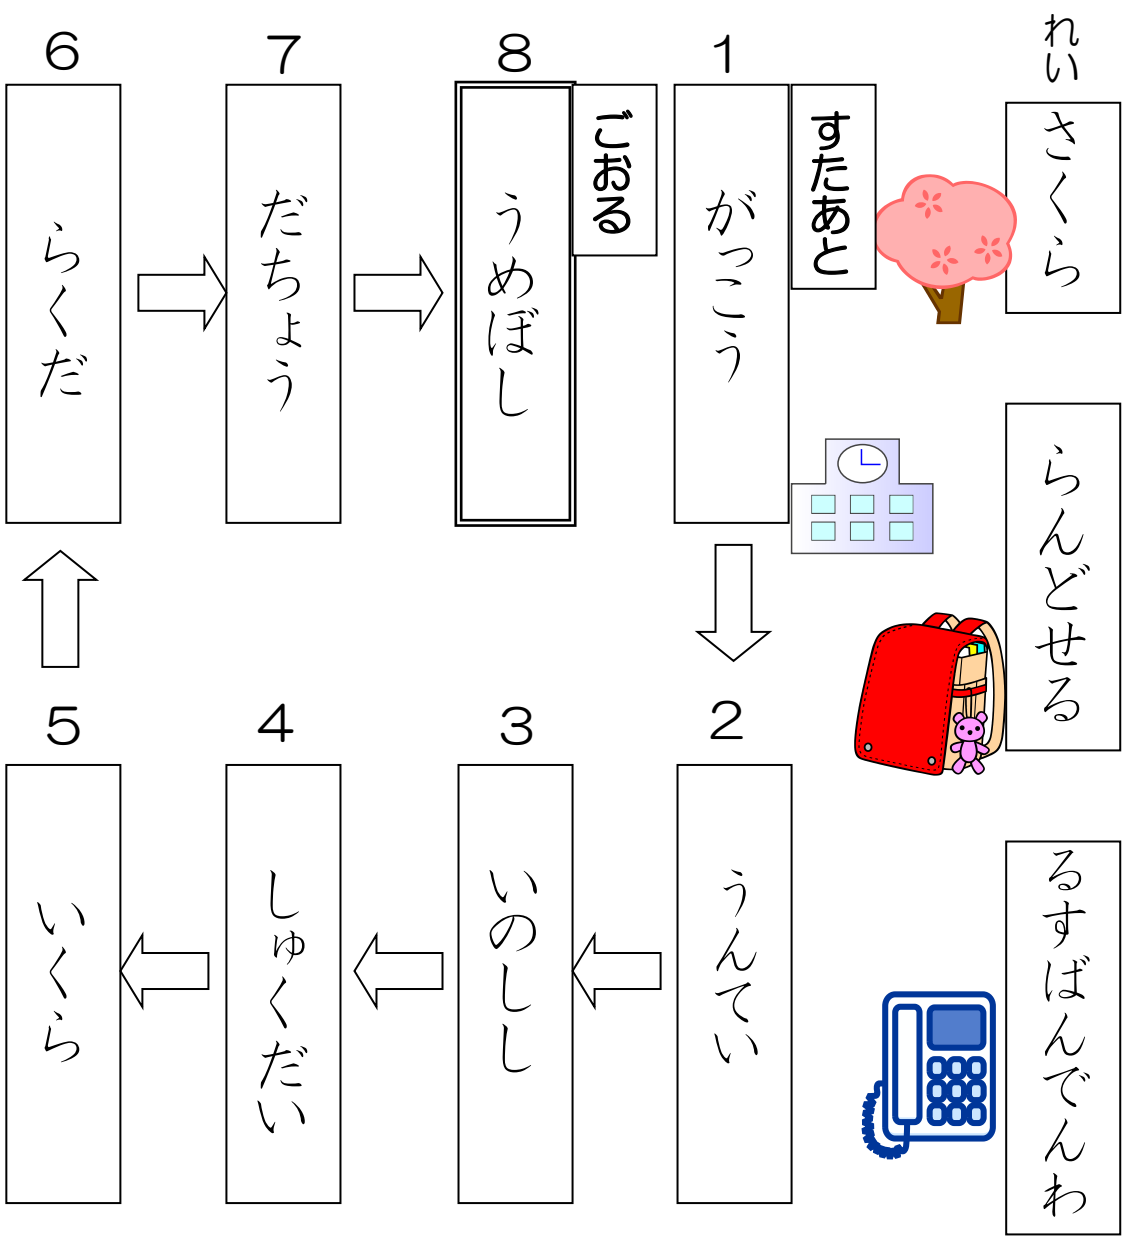 れい
さくら
らんどせる
るすばんでんわ
すたあと
1
がっこう
2
うんてい
3
いのしし
4
しゅくだい
5
いくら
6
らくだ
7
だちょう
8
ごおる
うめぼし